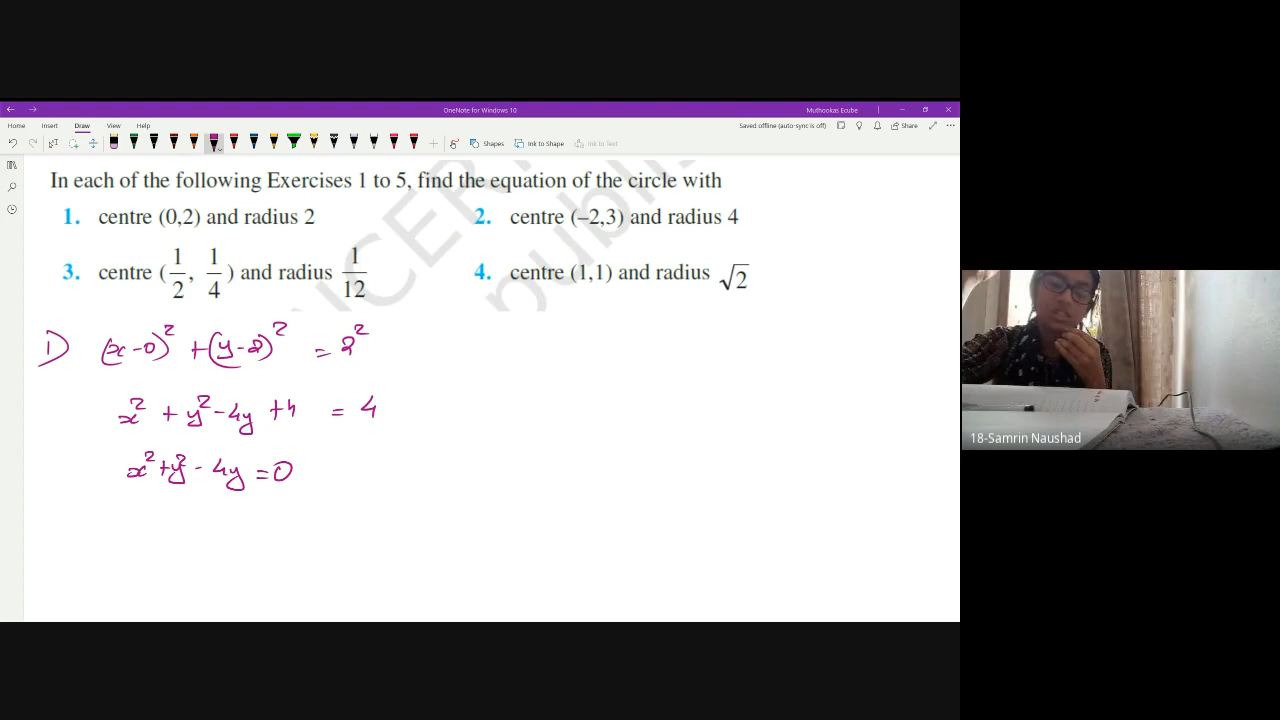 OneNote for Windows 10
Muthookas Ecube
Home Insert Draw View Help
Saved offline (auto-sync is off) Share
Shapes Ink to Shape Ink to Text
In each of the following Exercises 1 to 5, find the equation of the circle with
1. centre (0,2) and radius 2 2. centre (–2,3) and radius 4
3. centre (1/2, 1/4) and radius 1/12 4. centre (1,1) and radius √2
1) (x-0)² + (y-2)² = 2²
x² + y² - 4y + 4 = 4
x² + y² - 4y = 0
18-Samrin Naushad